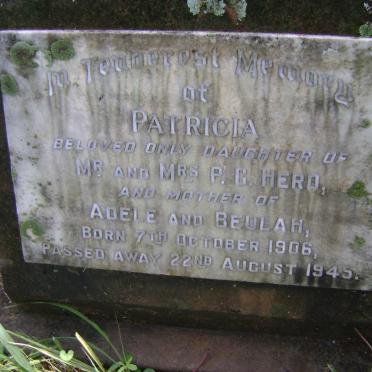 In Tenderest Memory
of
PATRICIA
BELOVED ONLY DAUGHTER OF
MR AND MRS P. G. HERD,
AND MOTHER OF
ADELE AND BEULAH,
BORN 7TH OCTOBER 1906,
PASSED AWAY 22ND AUGUST 1945.